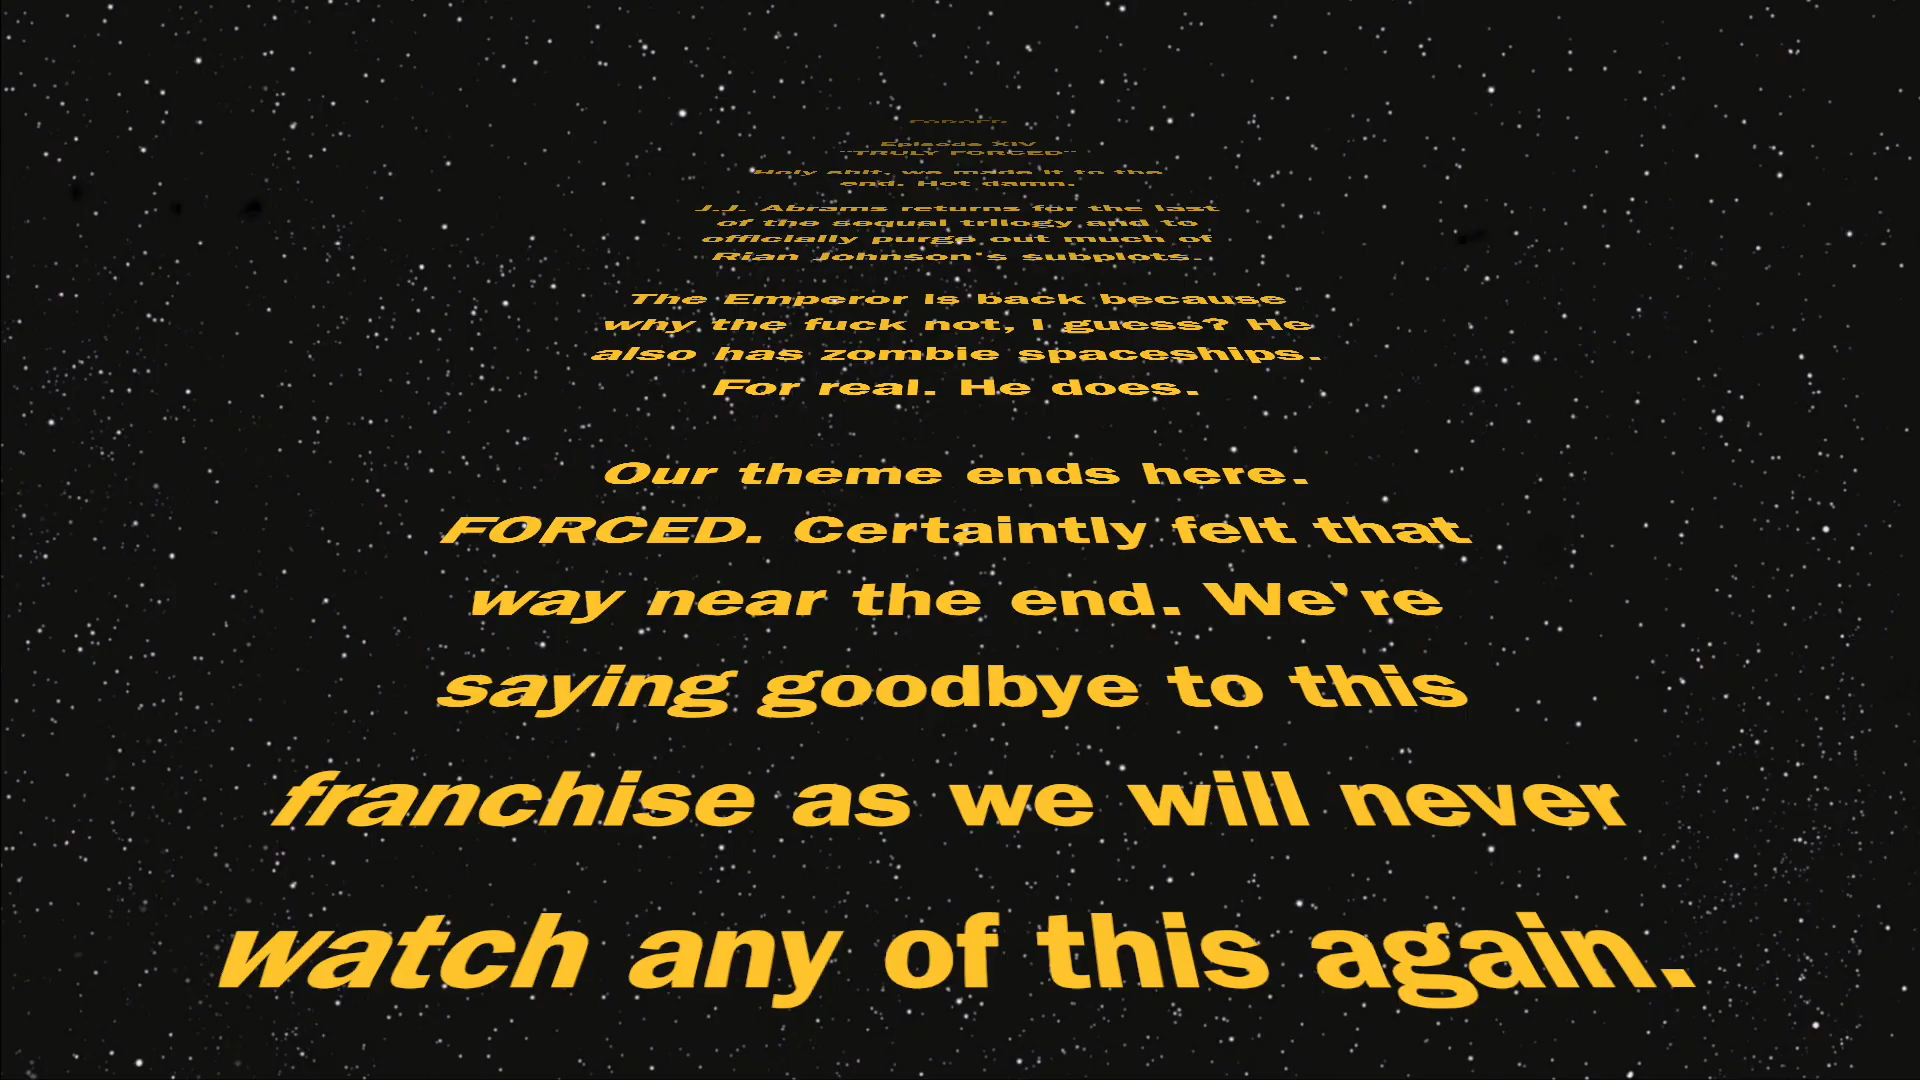 Episode XIV
"TRULY FORCED"
Holy shit, we made it to the
end. Hot damn.
J.J. Abrams returns for the last
of the sequal trilogy and to
officially purge out much of
Rian Johnson's subplots.
The Emperor is back because
why the fuck not, I guess? He
also has zombie spaceships.
For real. He does.
Our theme ends here.
FORCED. Certaintly felt that
way near the end. We're
saying goodbye to this
franchise as we will never
watch any of this again.